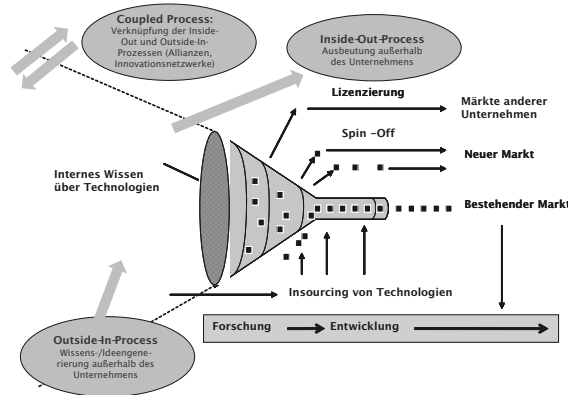 Coupled Process:
Verknüpfung der Inside-
Out und Outside-In-
Prozessen (Allianzen,
Innovationsnetzwerke)
Inside-Out-Process
Ausbeutung außerhalb
des Unternehmens
Lizenzierung
Märkte anderer
Unternehmen
Spin –Off
Neuer Markt
Internes Wissen
über Technologien
Bestehender Markt
Insourcing von Technologien
Forschung
Entwicklung
Outside-In-Process
Wissens-/Ideengene-
rierung außerhalb des
Unternehmens